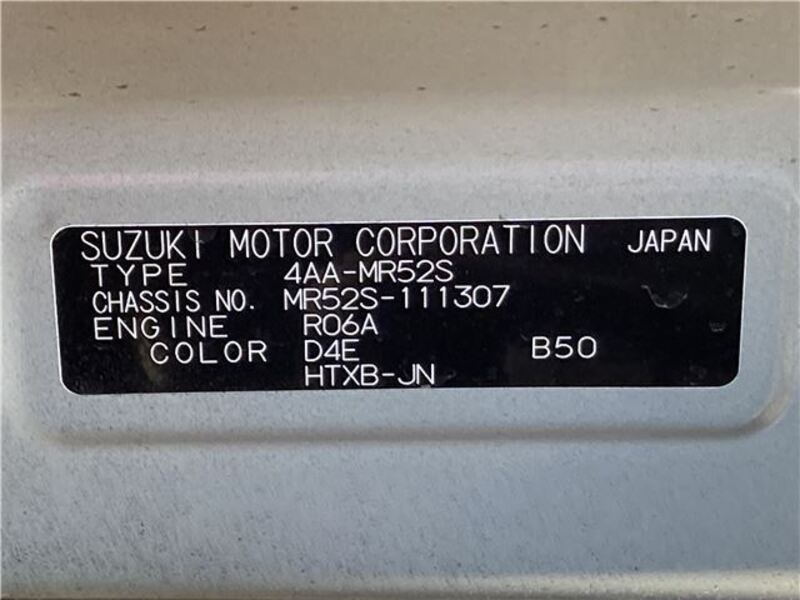 SUZUKI MOTOR CORPORATION JAPAN
TYPE 4AA-MR52S
CHASSIS NO. MR52S-111307
ENGINE R06A
COLOR D4E B50
HTXB-JN